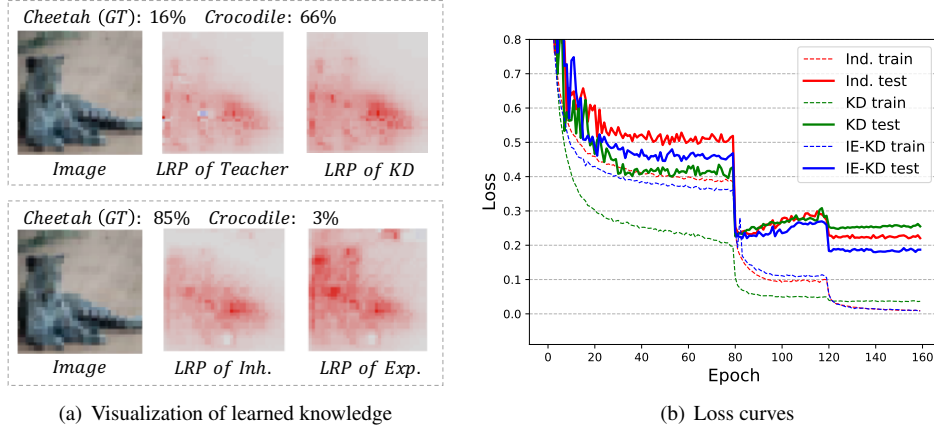 Cheetah (GT): 16% Crocodile: 66%
Image LRP of Teacher LRP of KD
Cheetah (GT): 85% Crocodile: 3%
Image LRP of Inh. LRP of Exp.
(a) Visualization of learned knowledge
0.8
0.7
0.6
0.5
0.4
0.3
0.2
0.1
0.0
Loss
Ind. train
Ind. test
KD train
KD test
IE-KD train
IE-KD test
0 20 40 60 80 100 120 140 160
Epoch
(b) Loss curves